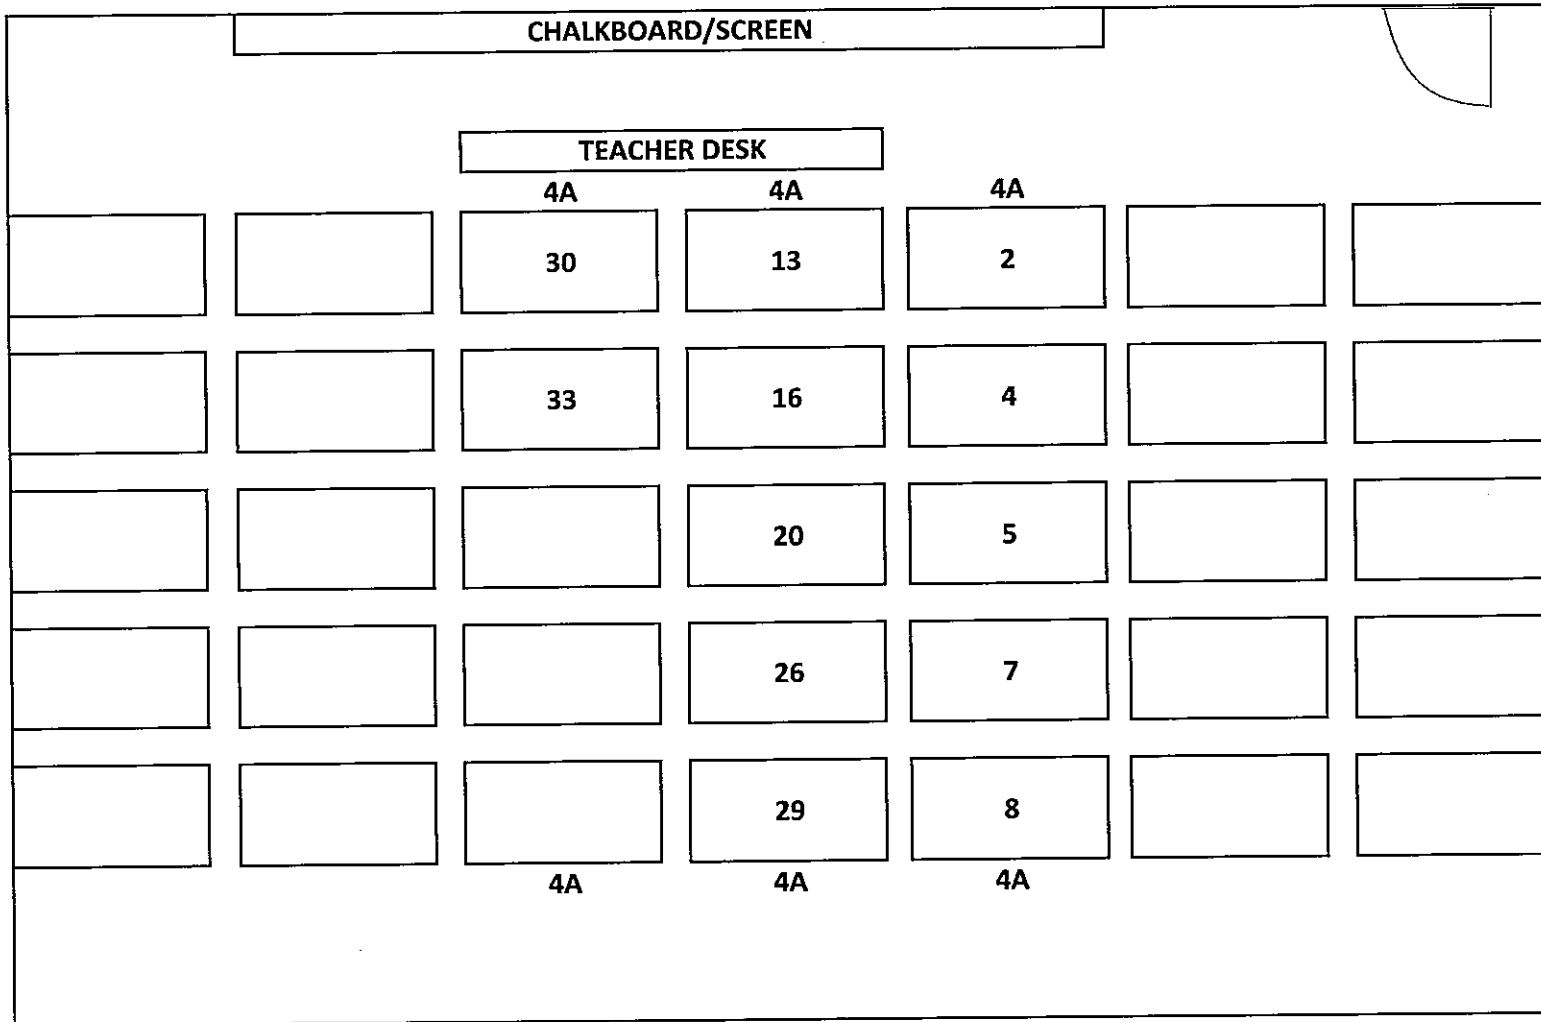 CHALKBOARD/SCREEN
TEACHER DESK
4A 4A 4A
30 13 2
33 16 4
20 5
26 7
29 8
4A 4A 4A